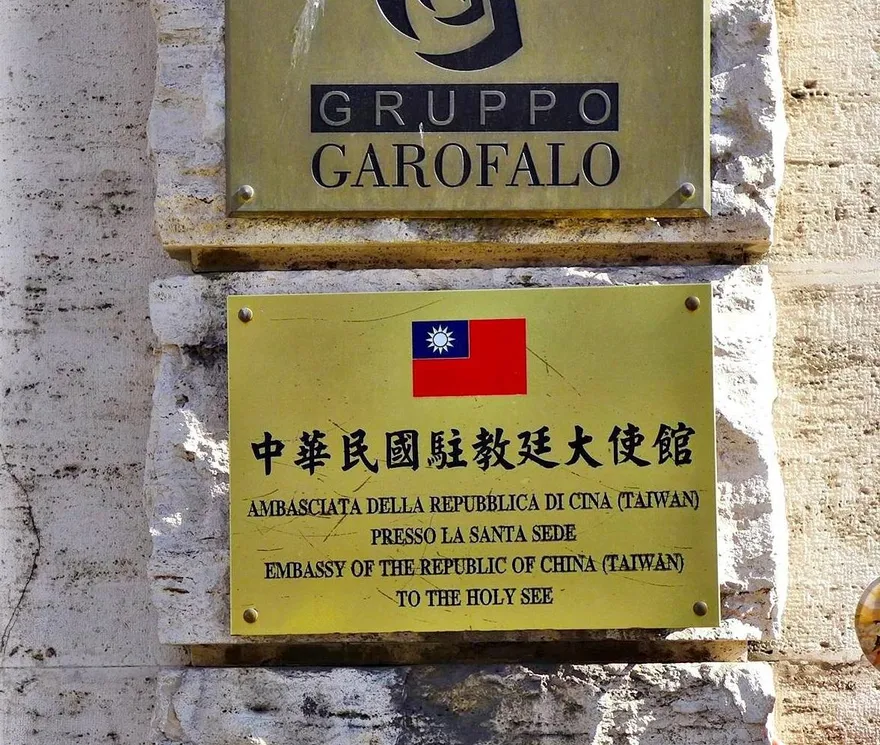 GRUPPO
GAROFALO
中華民國駐教廷大使館
AMBASCIATA DELLA REPUBBLICA DI CINA (TAIWAN)
PRESSO LA SANTA SEDE
EMBASSY OF THE REPUBLIC OF CHINA (TAIWAN)
TO THE HOLY SEE